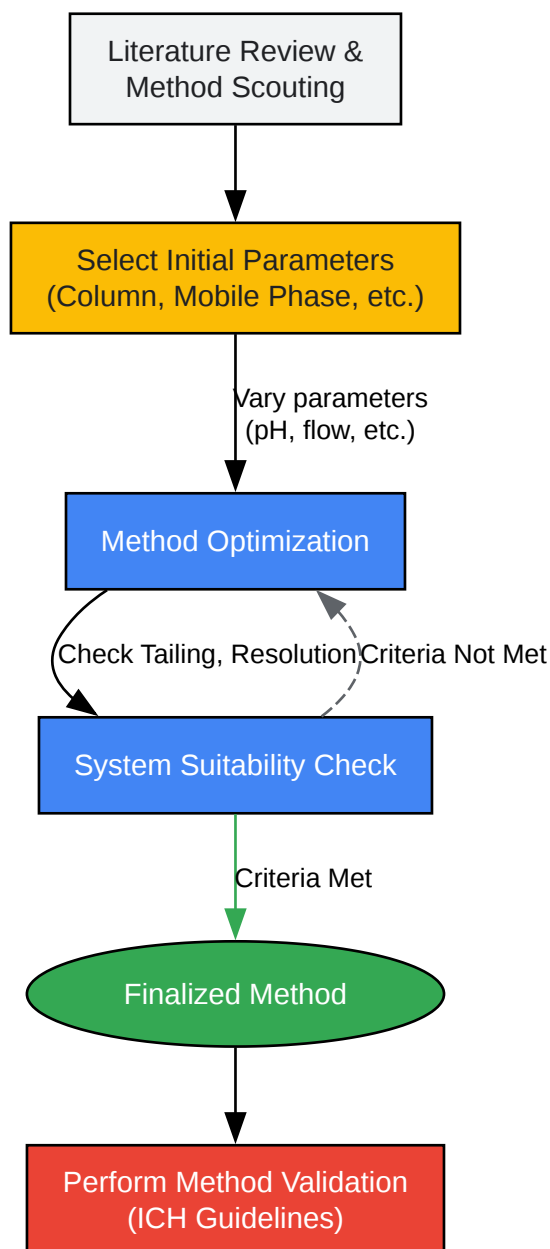 Literature Review &
Method Scouting
Select Initial Parameters
(Column, Mobile Phase, etc.)
Vary parameters
(pH, flow, etc.)
Method Optimization
Check Tailing, Resolution
Criteria Not Met
System Suitability Check
Criteria Met
Finalized Method
Perform Method Validation
(ICH Guidelines)